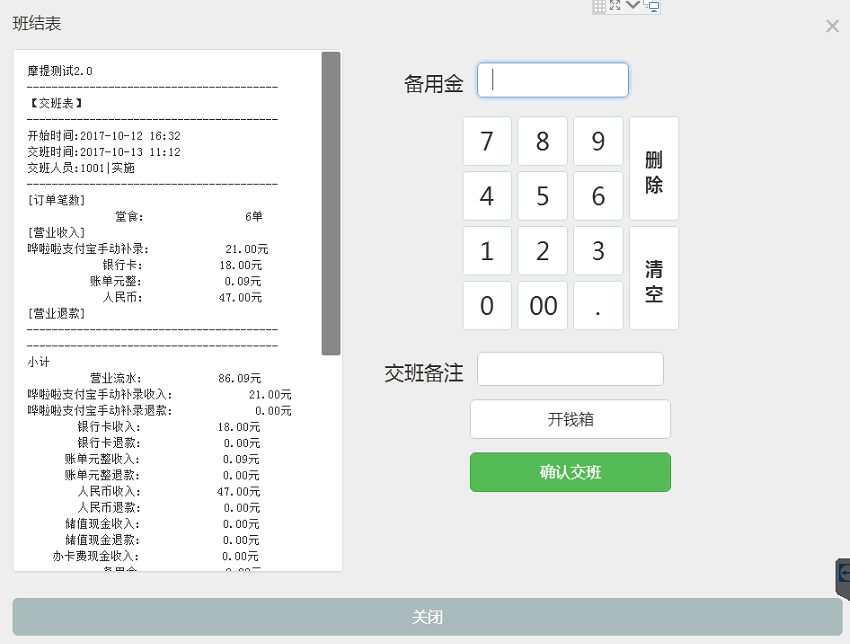 班结表
摩提测试2.0
----------------------------------------
【交班表】
----------------------------------------
开始时间:2017-10-12 16:32
交班时间:2017-10-13 11:12
交班人员:1001|实施
----------------------------------------
[订单笔数]
堂食: 6单
[营业收入]
哗啦啦支付宝手动补录: 21.00元
银行卡: 18.00元
账单元整: 0.09元
人民币: 47.00元
[营业退款]
----------------------------------------
----------------------------------------
小计
营业流水: 86.09元
哗啦啦支付宝手动补录收入: 21.00元
哗啦啦支付宝手动补录退款: 0.00元
银行卡收入: 18.00元
银行卡退款: 0.00元
账单元整收入: 0.09元
账单元整退款: 0.00元
人民币收入: 47.00元
人民币退款: 0.00元
储值现金收入: 0.00元
储值现金退款: 0.00元
办卡费现金收入: 0.00元
备用金
7 8 9 删除
4 5 6
1 2 3 清空
0 00 .
交班备注
开钱箱
确认交班
关闭